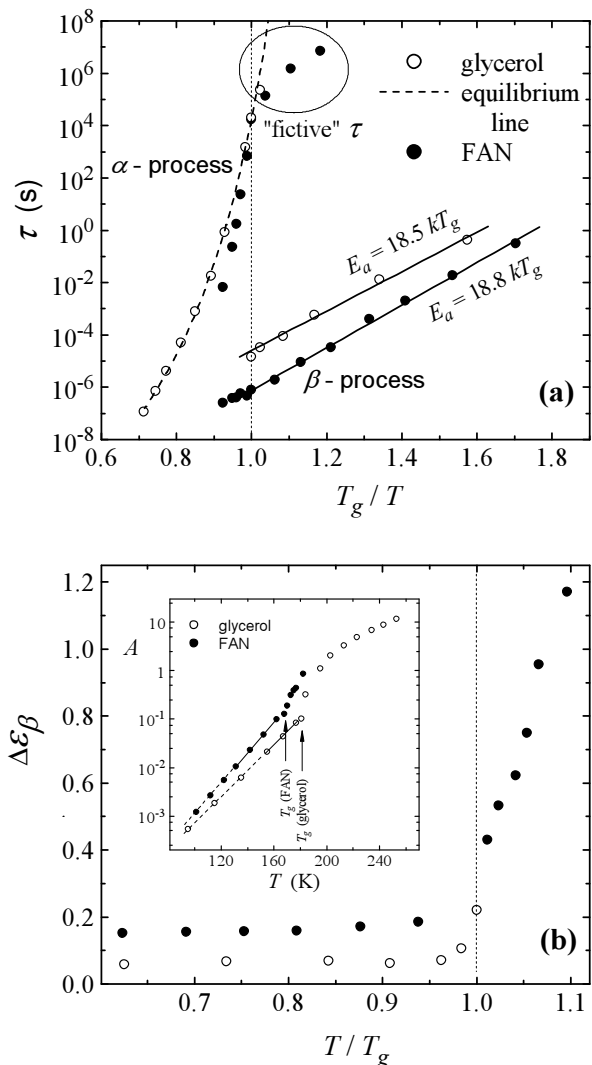 10^8
10^6
10^4
10^2
10^0
10^-2
10^-4
10^-6
10^-8
τ (s)
glycerol
equilibrium
line
FAN
"fictive" τ
α - process
E_a = 18.5 kT_g
E_a = 18.8 kT_g
β - process
(a)
0.6 0.8 1.0 1.2 1.4 1.6 1.8
T_g / T
1.2
1.0
0.8
0.6
0.4
0.2
0.0
Δε_β
glycerol
FAN
A
10
1
10^-1
10^-2
10^-3
T_g (FAN)
T_g (glycerol)
120 160 200 240
T (K)
(b)
0.7 0.8 0.9 1.0 1.1
T / T_g